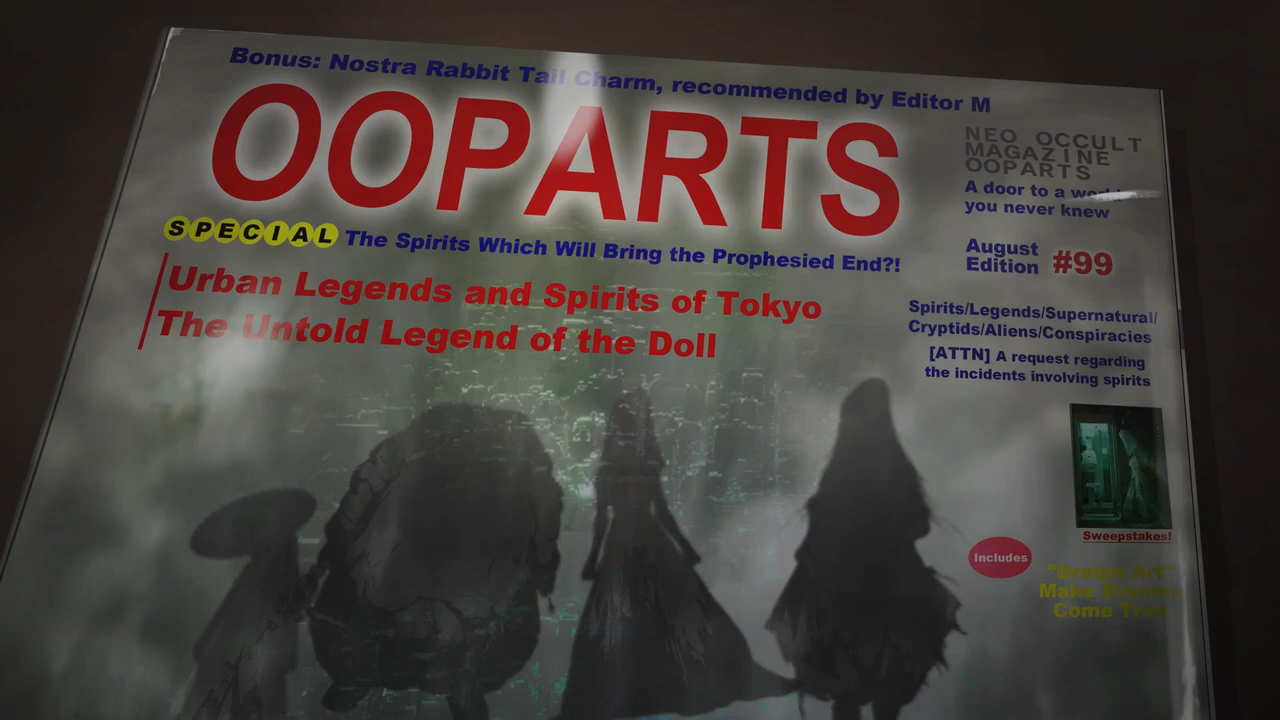 Bonus: Nostra Rabbit Tail Charm, recommended by Editor M
OOPARTS
NEO OCCULT
MAGAZINE
OOPARTS
A door to a world
you never knew
SPECIAL The Spirits Which Will Bring the Prophesied End?!
August
Edition #99
Urban Legends and Spirits of Tokyo
The Untold Legend of the Doll
Spirits/Legends/Supernatural/
Cryptids/Aliens/Conspiracies
[ATTN] A request regarding
the incidents involving spirits
Sweepstakes!
Includes
"Dream Art"
Make Dreams
Come True